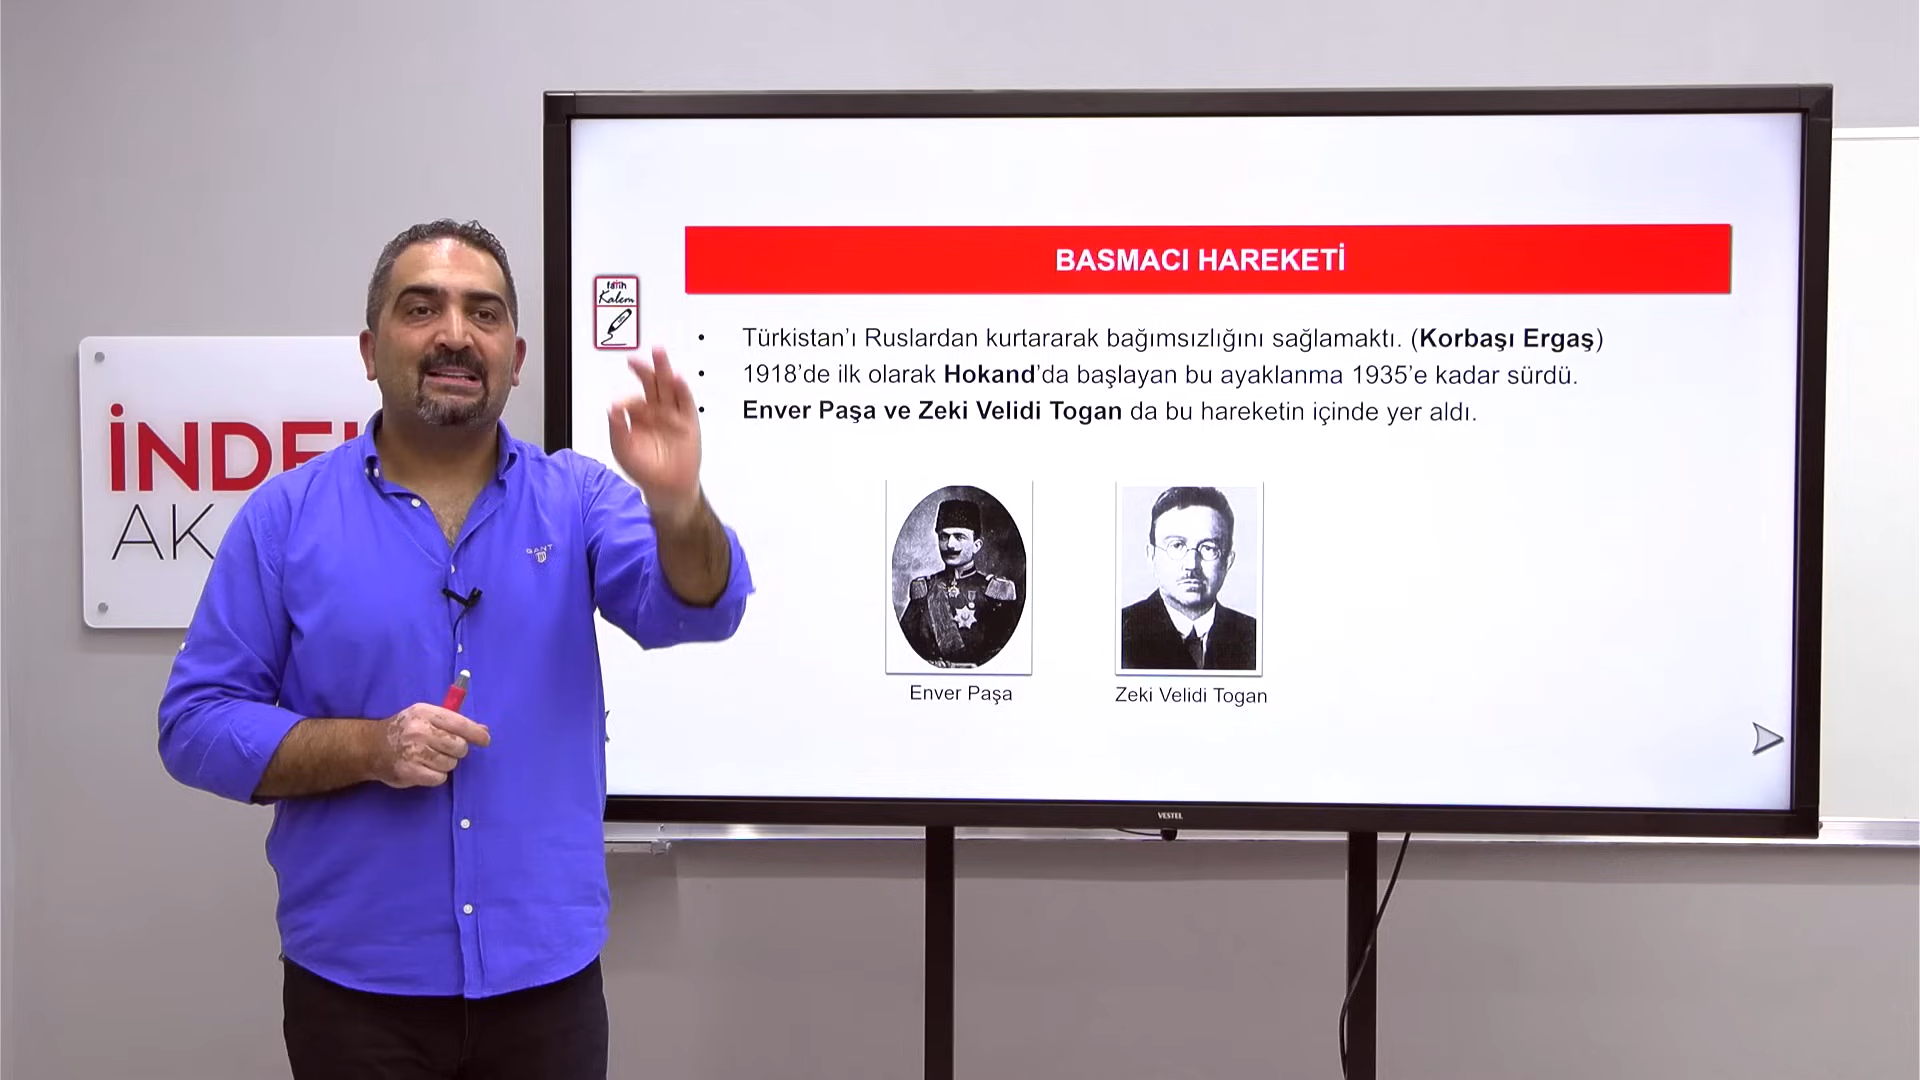 BASMACI HAREKETİ
fatih
Kalem
• Türkistan’ı Ruslardan kurtararak bağımsızlığını sağlamaktı. (Korbaşı Ergaş)
• 1918’de ilk olarak Hokand’da başlayan bu ayaklanma 1935’e kadar sürdü.
• Enver Paşa ve Zeki Velidi Togan da bu hareketin içinde yer aldı.
Enver Paşa
Zeki Velidi Togan
İNDE
AK
GANT
VESTEL